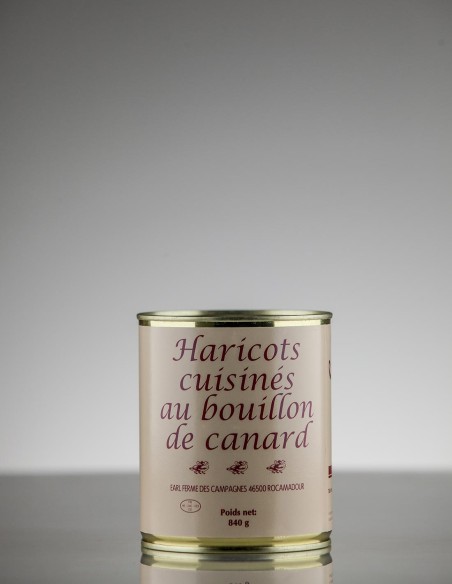 Haricots
cuisinés
au bouillon
de canard
EARL FERME DES CAMPAGNES 46500 ROCAMADOUR
Poids net:
840 g